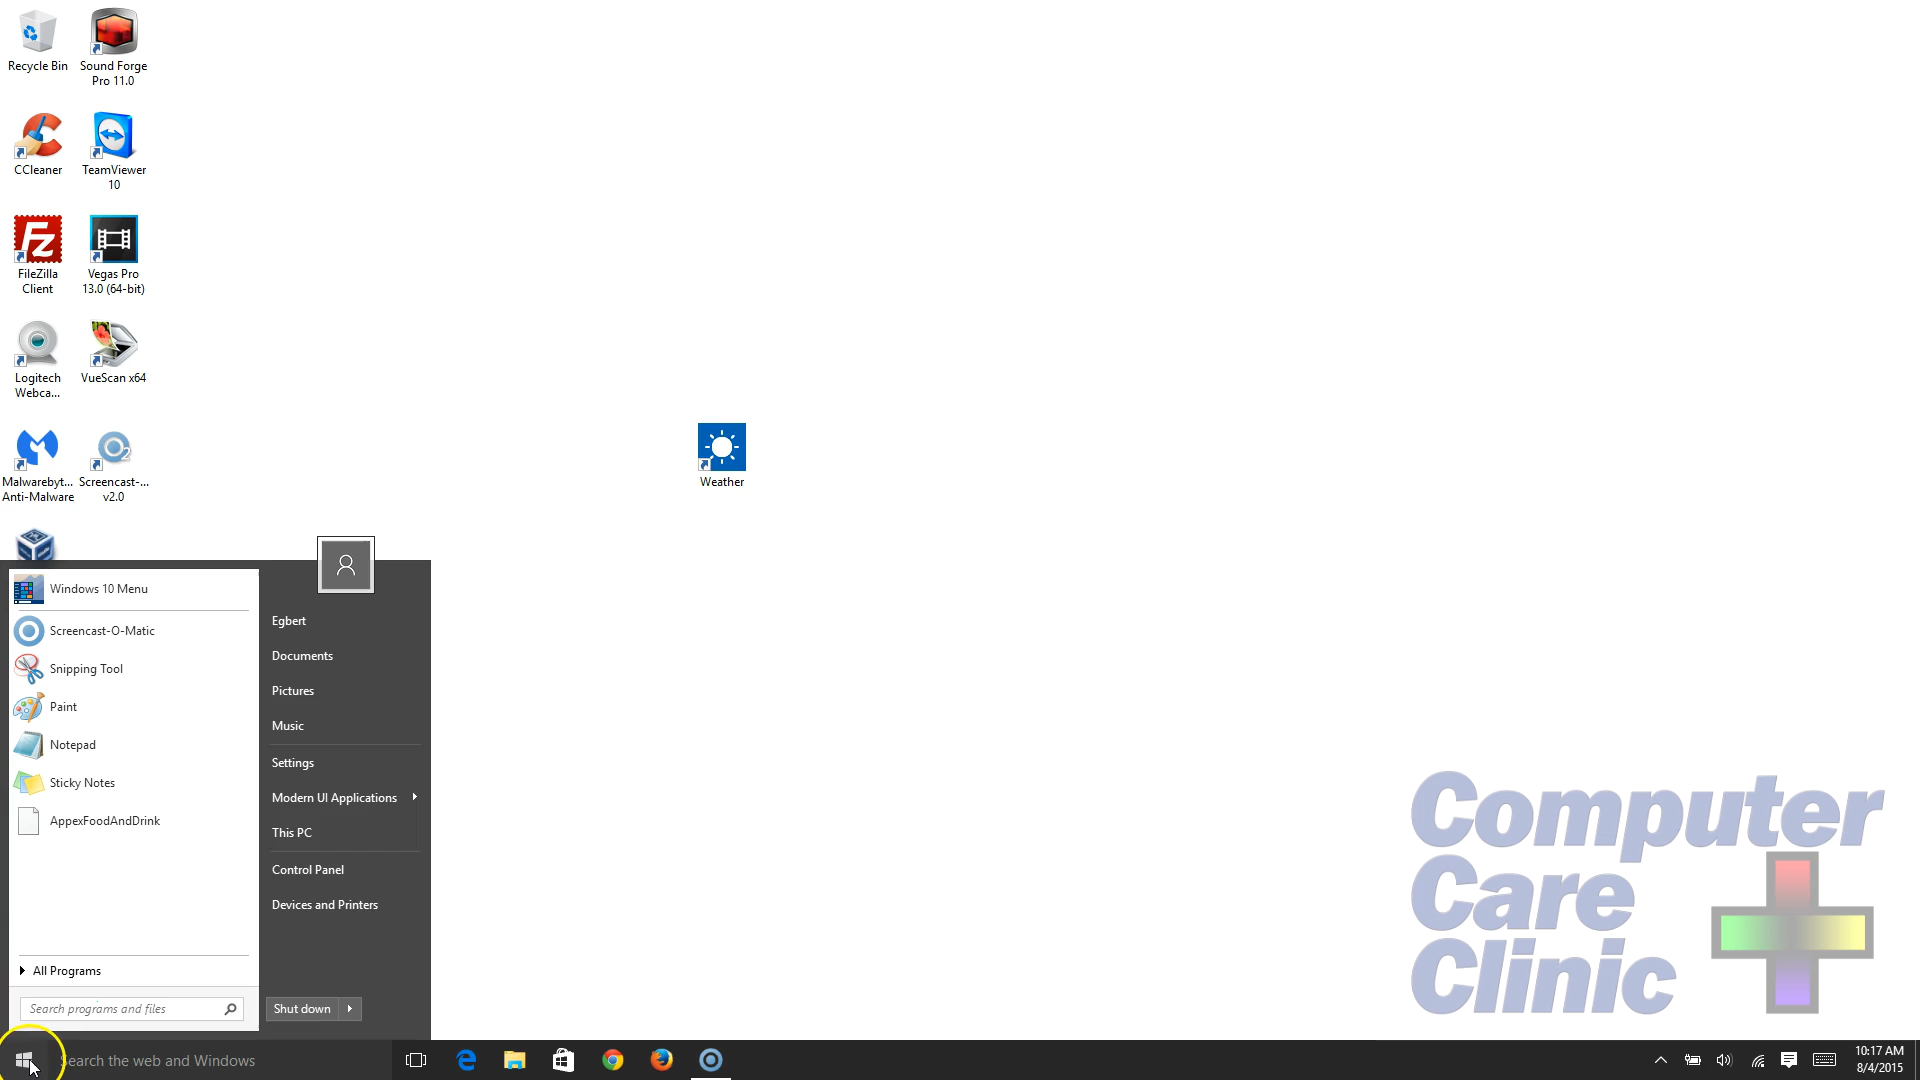 Recycle Bin
Sound Forge
Pro 11.0
CCleaner
TeamViewer
10
FileZilla
Client
Vegas Pro
13.0 (64-bit)
Logitech
Webca...
VueScan x64
Malwarebyt...
Anti-Malware
Screencast-...
v2.0
Weather
Windows 10 Menu
Screencast-O-Matic
Snipping Tool
Paint
Notepad
Sticky Notes
AppexFoodAndDrink
All Programs
Search programs and files
Egbert
Documents
Pictures
Music
Settings
Modern UI Applications
This PC
Control Panel
Devices and Printers
Shut down
Computer
Care
Clinic
Search the web and Windows
10:17 AM
8/4/2015